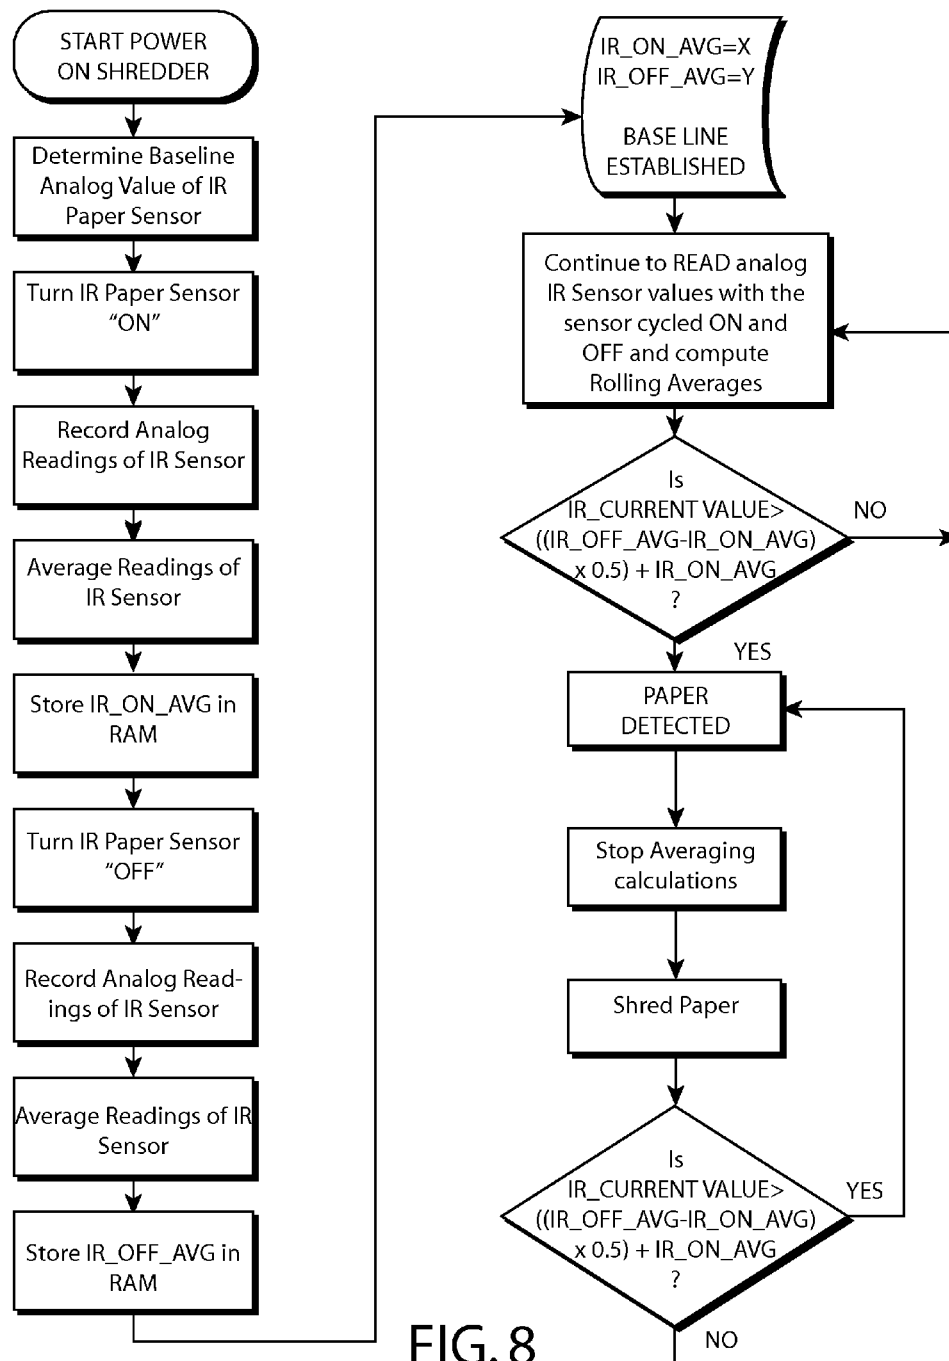 START POWER
ON SHREDDER
Determine Baseline
Analog Value of IR
Paper Sensor
Turn IR Paper Sensor
“ON”
Record Analog
Readings of IR Sensor
Average Readings of
IR Sensor
Store IR_ON_AVG in
RAM
Turn IR Paper Sensor
“OFF”
Record Analog Read-
ings of IR Sensor
Average Readings of IR
Sensor
Store IR_OFF_AVG in
RAM
IR_ON_AVG=X
IR_OFF_AVG=Y
BASE LINE
ESTABLISHED
Continue to READ analog
IR Sensor values with the
sensor cycled ON and
OFF and compute
Rolling Averages
Is
IR_CURRENT VALUE>
((IR_OFF_AVG-IR_ON_AVG)
x 0.5) + IR_ON_AVG
?
NO
YES
PAPER
DETECTED
Stop Averaging
calculations
Shred Paper
Is
IR_CURRENT VALUE>
((IR_OFF_AVG-IR_ON_AVG)
x 0.5) + IR_ON_AVG
?
YES
NO
FIG. 8